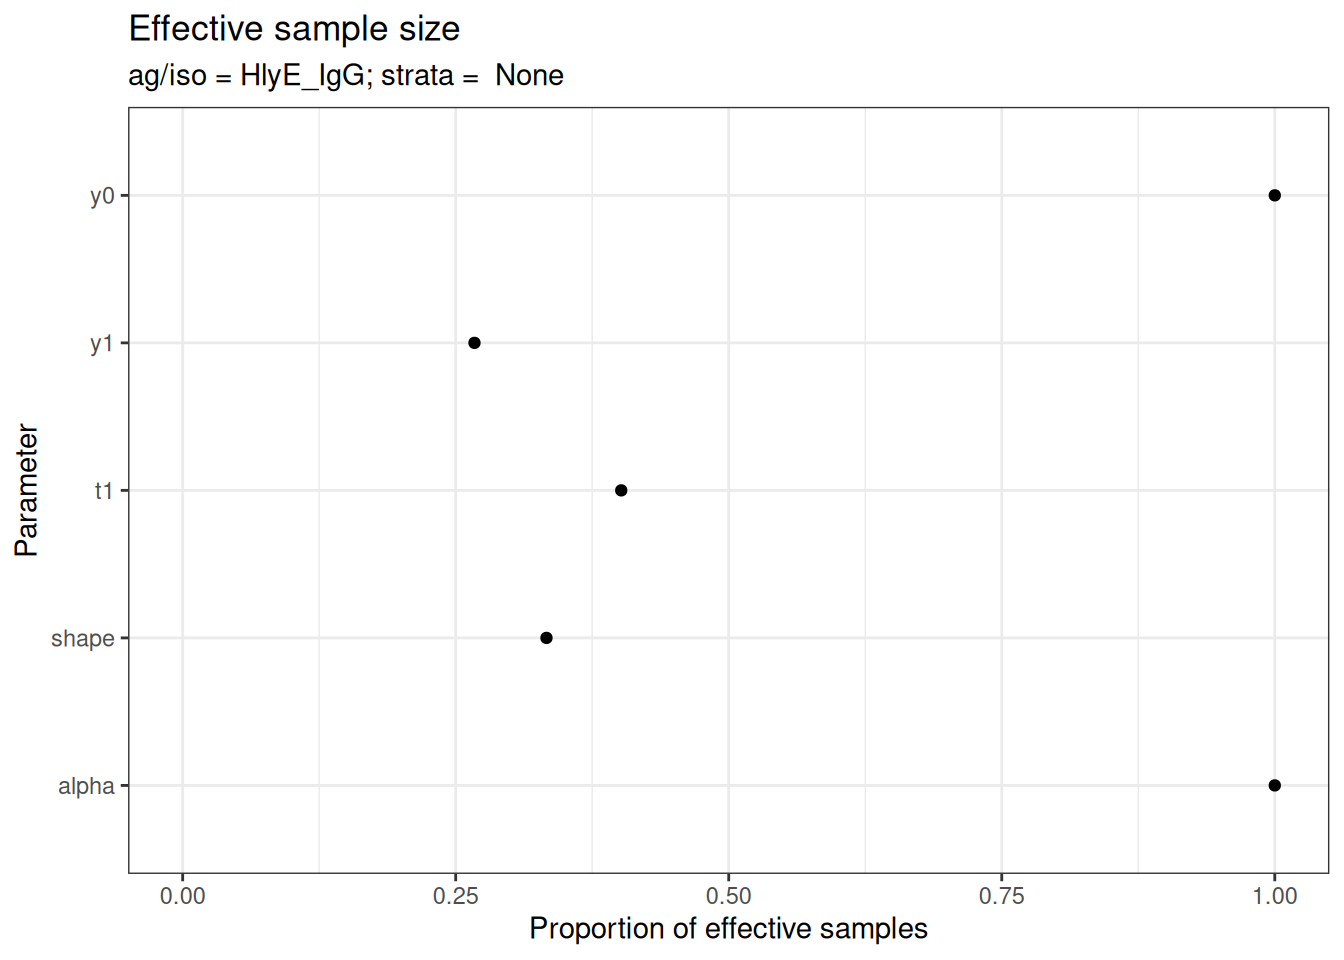 Effective sample size
ag/iso = HlyE_IgG; strata =  None
Parameter
y0
y1
t1
shape
alpha
0.00 0.25 0.50 0.75 1.00
Proportion of effective samples